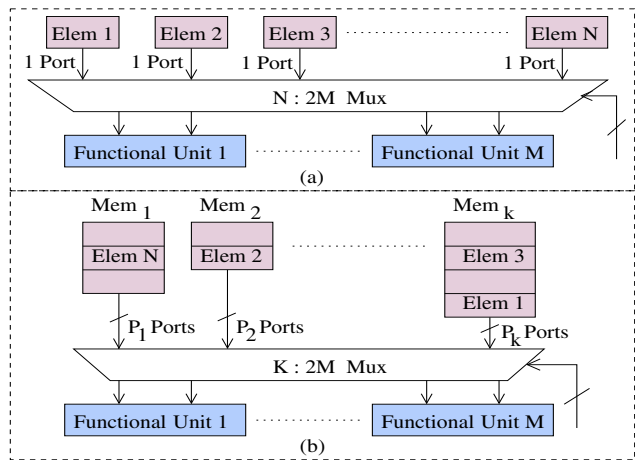 Elem 1 Elem 2 Elem 3 Elem N
1 Port 1 Port 1 Port 1 Port
N : 2M Mux
Functional Unit 1 Functional Unit M
(a)
Mem 1 Mem 2 Mem k
Elem N Elem 2 Elem 3
Elem 1
P1 Ports P2 Ports Pk Ports
K : 2M Mux
Functional Unit 1 Functional Unit M
(b)